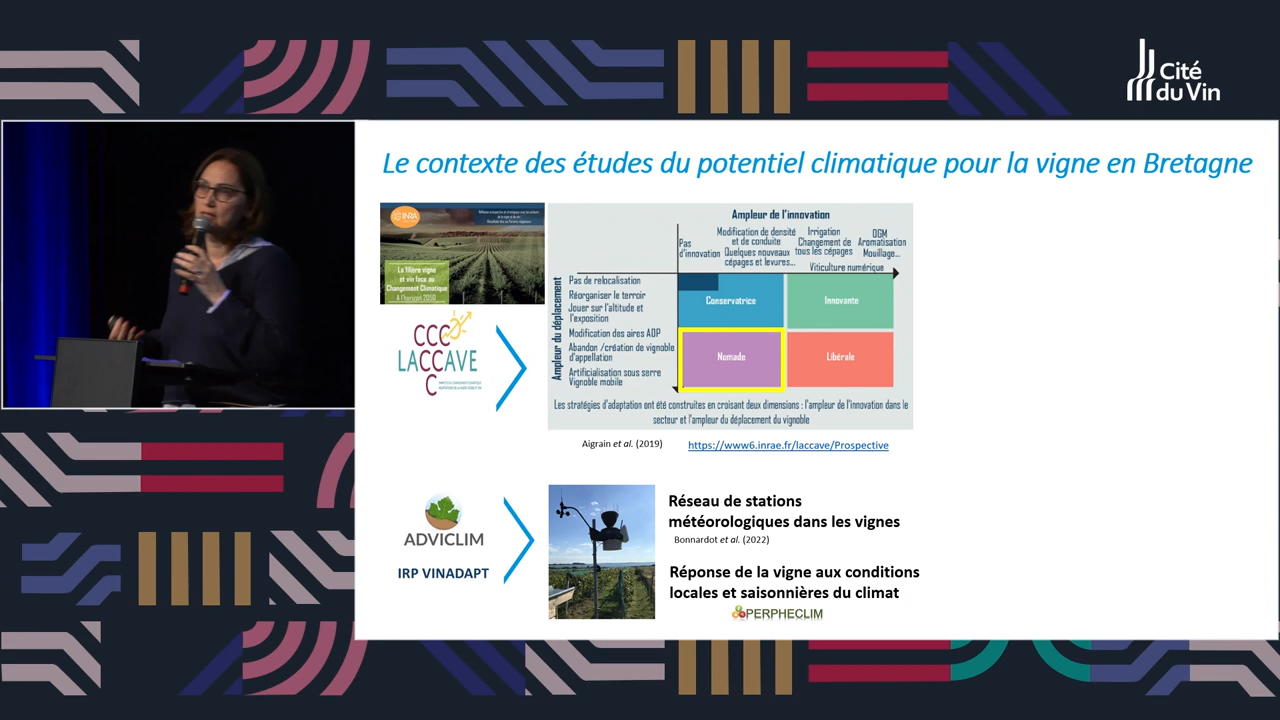 Cité
du Vin
Le contexte des études du potentiel climatique pour la vigne en Bretagne
INRA
La filière vigne
et vin face au
Changement Climatique
à l'horizon 2050
Ampleur de l'innovation
Pas
d'innovation
Modification de densité
et de conduite
Quelques nouveaux
cépages et levures...
Irrigation
Changement de
tous les cépages
Viticulture numérique
OGM
Aromatisation
Mouillage...
Ampleur du déplacement
Pas de relocalisation
Réorganiser le terroir
Jouer sur l'altitude et
l'exposition
Modification des aires AOP
Abandon /création de vignoble
d'appellation
Artificialisation sous serre
Vignoble mobile
Conservatrice
Innovante
Nomade
Libérale
Les stratégies d'adaptation ont été construites en croisant deux dimensions : l'ampleur de l'innovation dans le
secteur et l'ampleur du déplacement du vignoble
CCC
LACCAVE
C
Aigrain et al. (2019)
https://www6.inrae.fr/laccave/Prospective
ADVICLIM
IRP VINADAPT
Réseau de stations
météorologiques dans les vignes
Bonnardot et al. (2022)
Réponse de la vigne aux conditions
locales et saisonnières du climat
PERPHECLIM